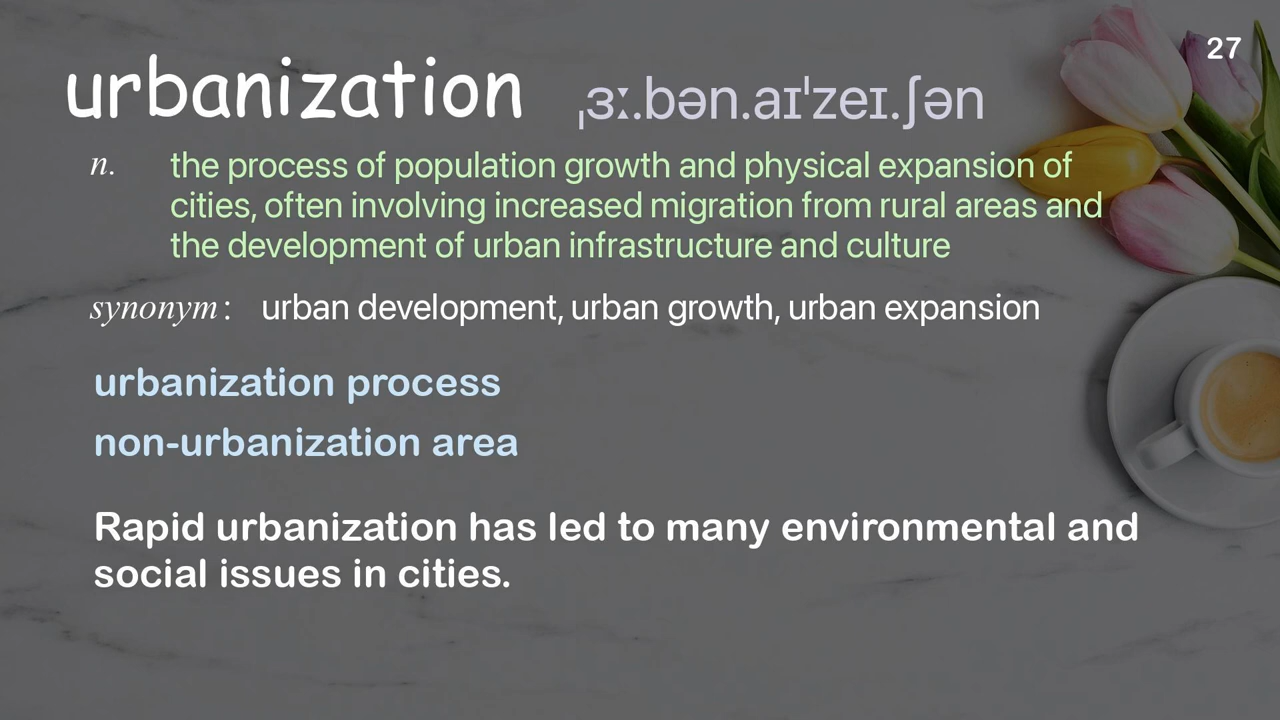 27
urbanization ˌɜː.bən.aɪˈzeɪ.ʃən
n. the process of population growth and physical expansion of
cities, often involving increased migration from rural areas and
the development of urban infrastructure and culture
synonym: urban development, urban growth, urban expansion
urbanization process
non-urbanization area
Rapid urbanization has led to many environmental and
social issues in cities.